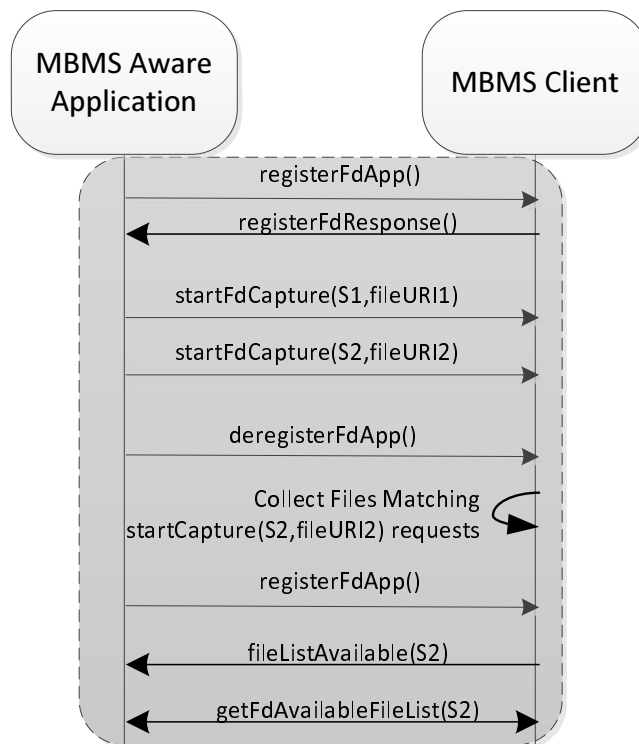 MBMS Aware
Application
MBMS Client
registerFdApp()
registerFdResponse()
startFdCapture(S1,fileURI1)
startFdCapture(S2,fileURI2)
deregisterFdApp()
Collect Files Matching
startCapture(S2,fileURI2) requests
registerFdApp()
fileListAvailable(S2)
getFdAvailableFileList(S2)